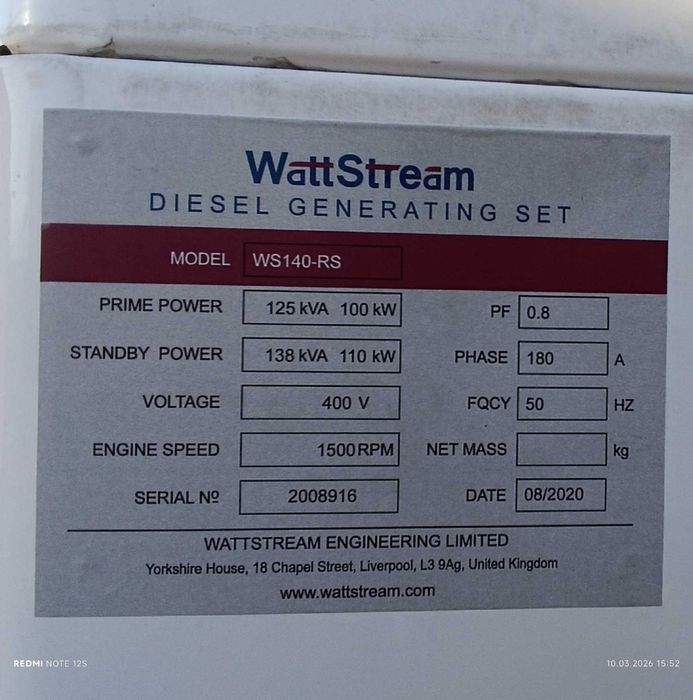 WattStream
DIESEL GENERATING SET
MODEL WS140-RS
PRIME POWER 125 kVA 100 kW PF 0.8
STANDBY POWER 138 kVA 110 kW PHASE 180 A
VOLTAGE 400 V FQCY 50 HZ
ENGINE SPEED 1500RPM NET MASS kg
SERIAL Nº 2008916 DATE 08/2020
WATTSTREAM ENGINEERING LIMITED
Yorkshire House, 18 Chapel Street, Liverpool, L3 9Ag, United Kingdom
www.wattstream.com
REDMI NOTE 12S 10.03.2026 15:52